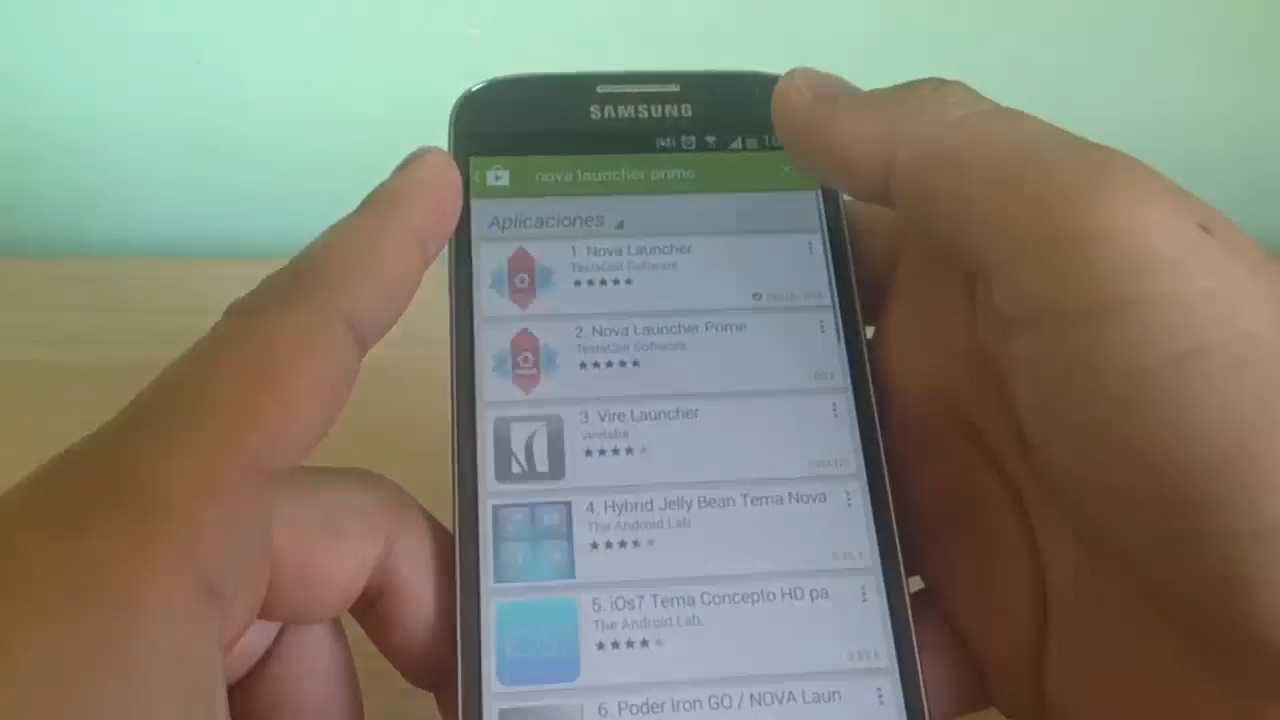 SAMSUNG
nova launcher prime
Aplicaciones
1. Nova Launcher
TeslaCoil Software
2. Nova Launcher Prime
TeslaCoil Software
3. Vire Launcher
virelabs
4. Hybrid Jelly Bean Tema Nova
The Android Lab
5. iOs7 Tema Concepto HD pa
The Android Lab.
6. Poder iron GO / NOVA Laun